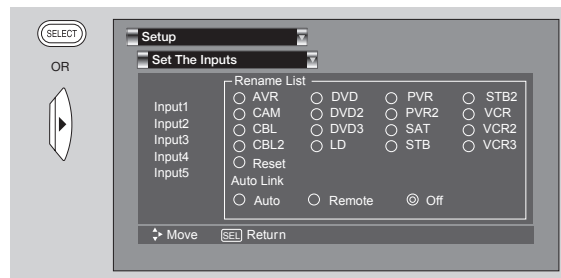 SELECT
OR
Setup
Set The Inputs
Rename List
Input1
Input2
Input3
Input4
Input5
AVR DVD PVR STB2
CAM DVD2 PVR2 VCR
CBL DVD3 SAT VCR2
CBL2 LD STB VCR3
Reset
Auto Link
Auto Remote Off
Move SEL Return